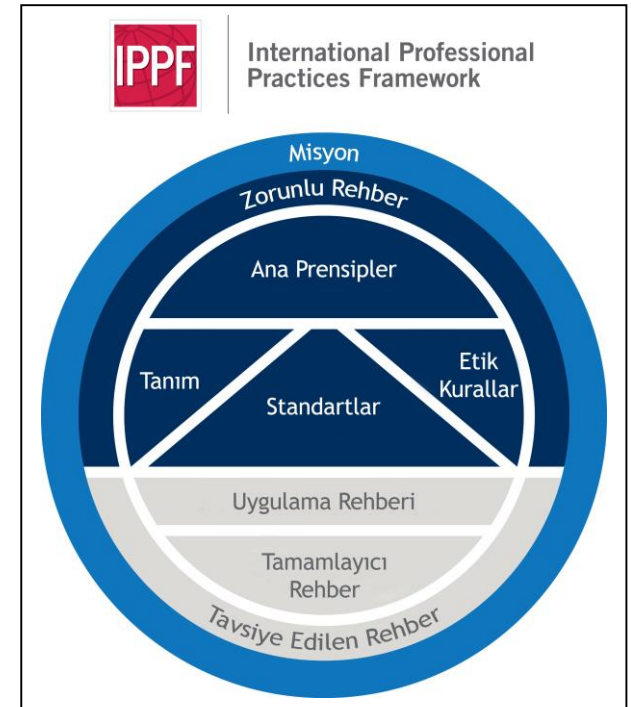 IPPF
International Professional
Practices Framework
Misyon
Zorunlu Rehber
Ana Prensipler
Tanım
Etik
Kurallar
Standartlar
Uygulama Rehberi
Tamamlayıcı
Rehber
Tavsiye Edilen Rehber